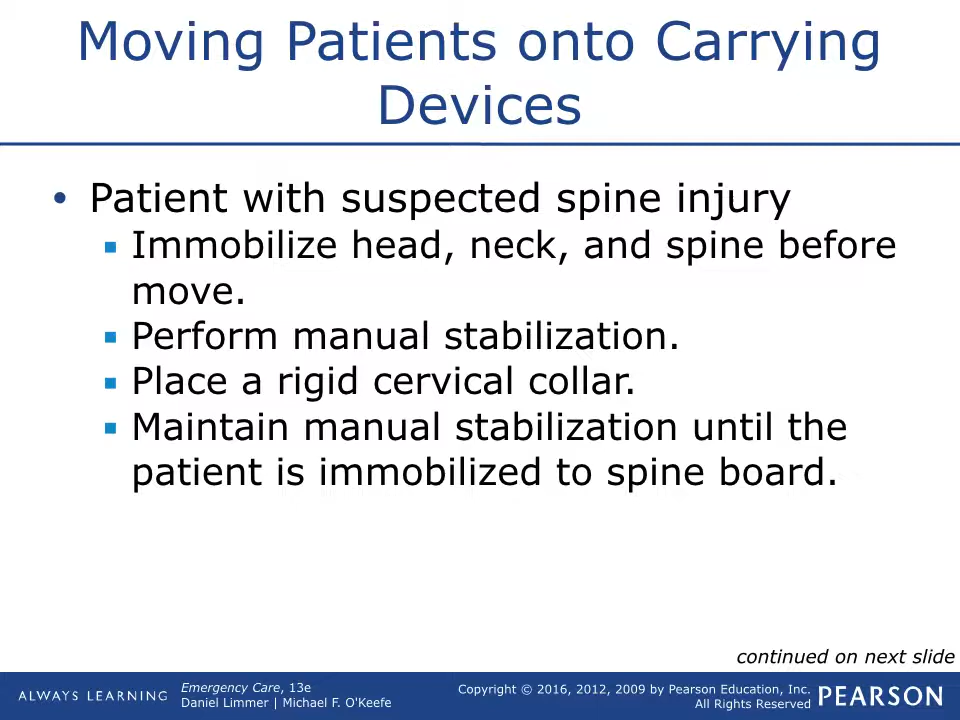 Moving Patients onto Carrying
Devices
• Patient with suspected spine injury
▪ Immobilize head, neck, and spine before
move.
▪ Perform manual stabilization.
▪ Place a rigid cervical collar.
▪ Maintain manual stabilization until the
patient is immobilized to spine board.
continued on next slide
ALWAYS LEARNING
Emergency Care, 13e
Daniel Limmer | Michael F. O'Keefe
Copyright © 2016, 2012, 2009 by Pearson Education, Inc.
All Rights Reserved
PEARSON